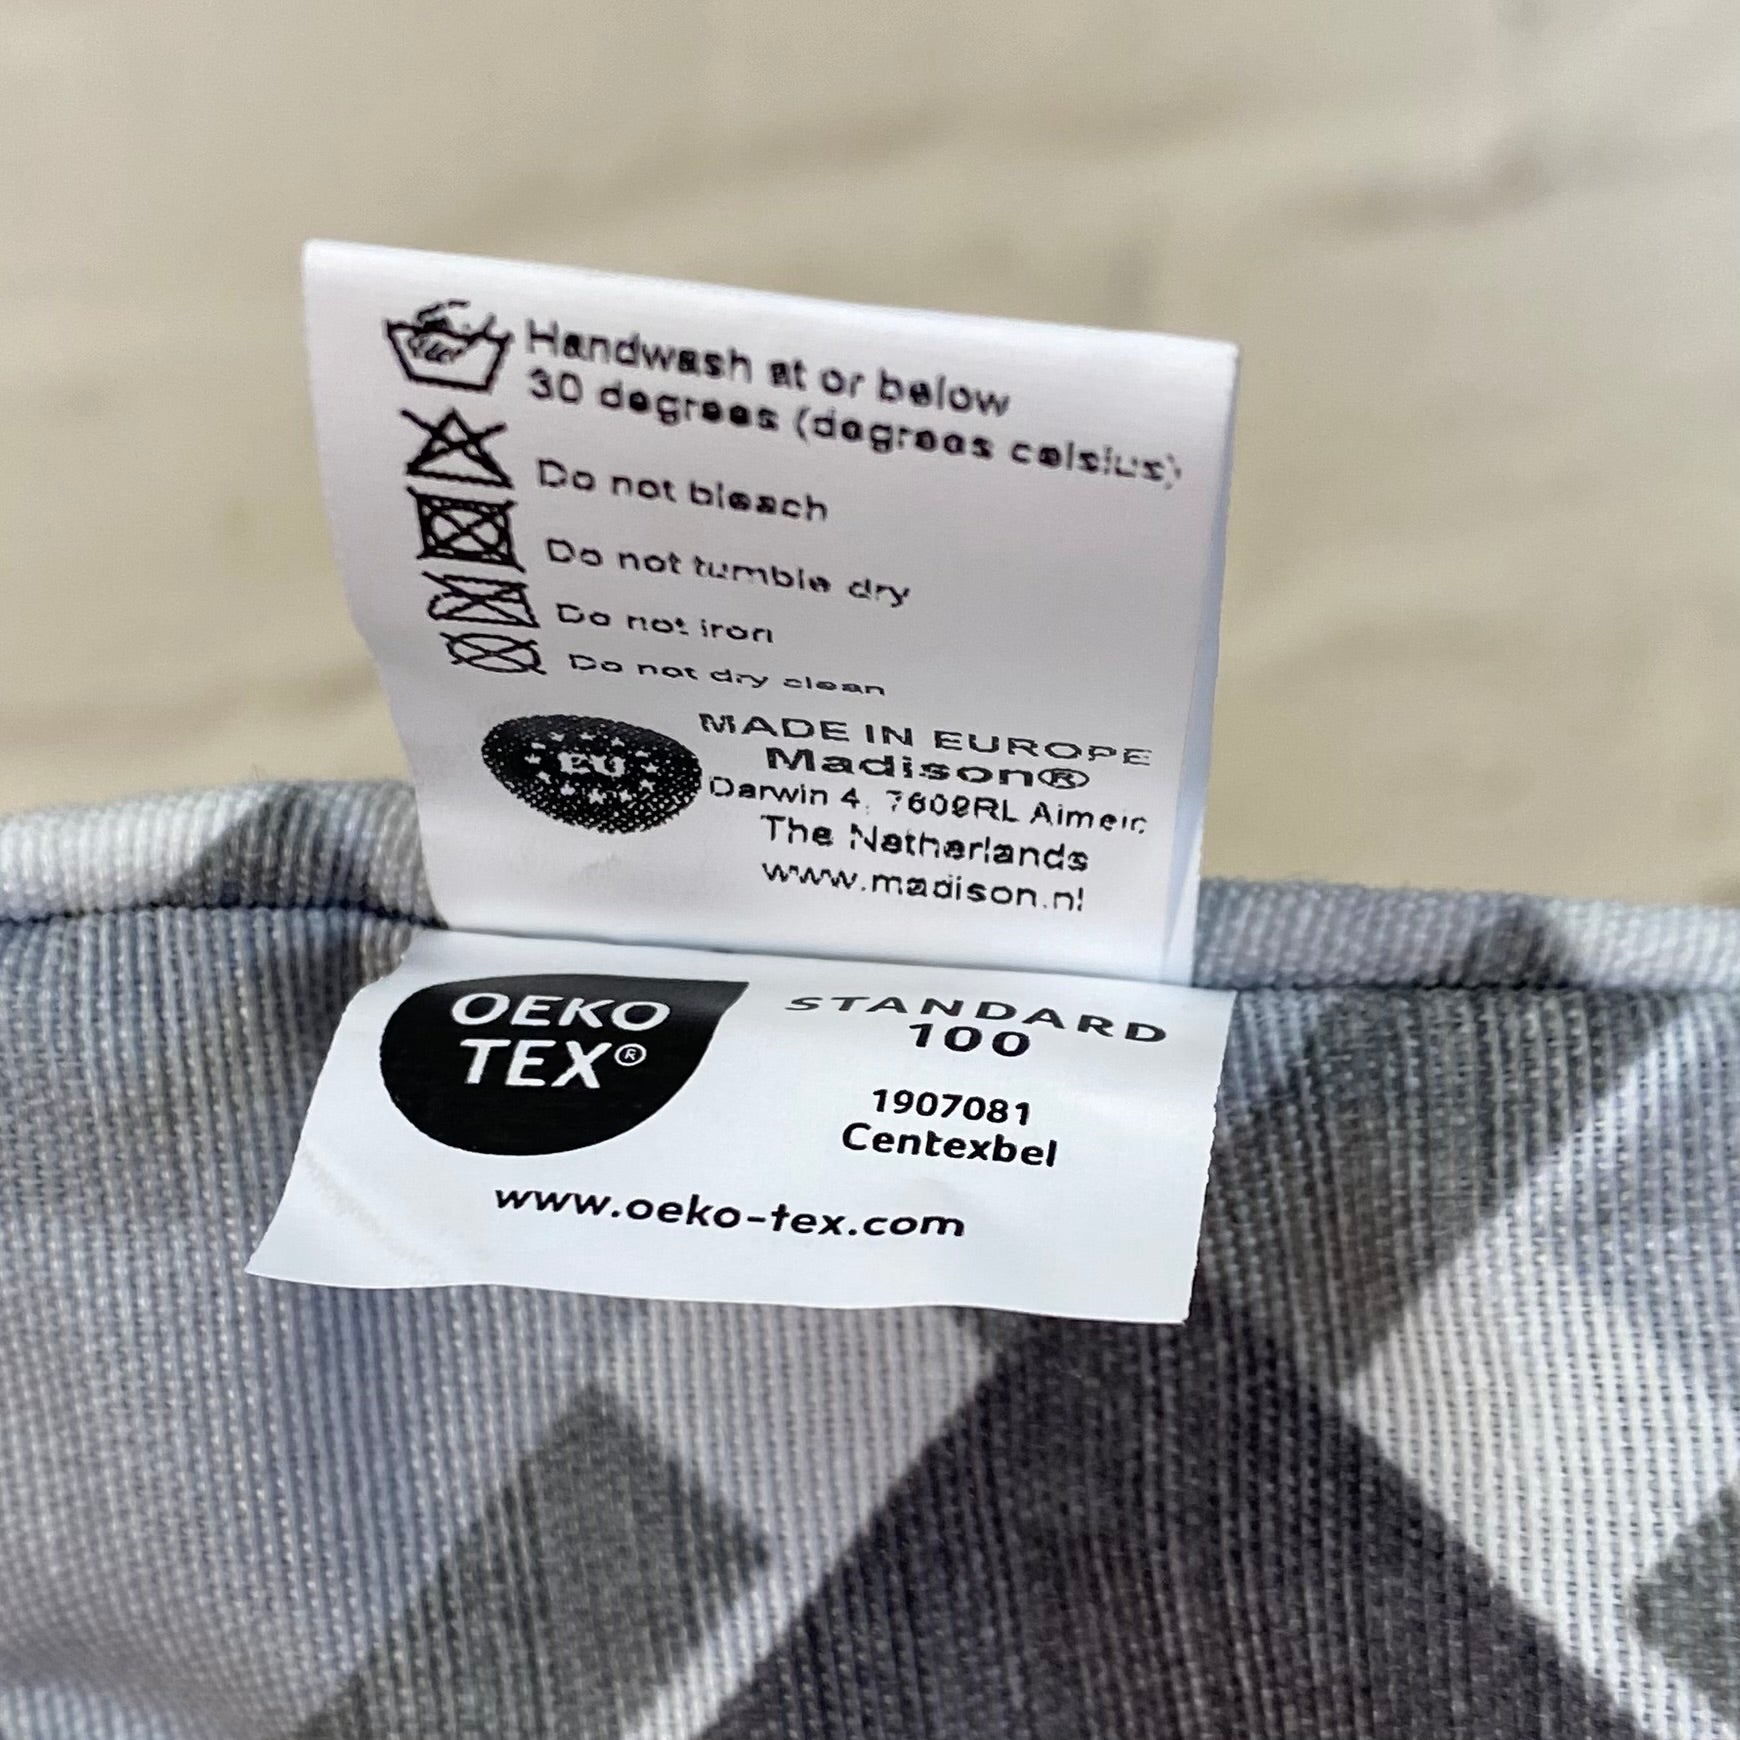 Handwash at or below
30 degrees (degrees celsius)
Do not bleach
Do not tumble dry
Do not iron
Do not dry clean
EU
MADE IN EUROPE
Madison®
Darwin 4, 7609RL
The Netherlands
www.madison.nl
OEKO
TEX®
STANDARD
100
1907081
Centexbel
www.oeko-tex.com